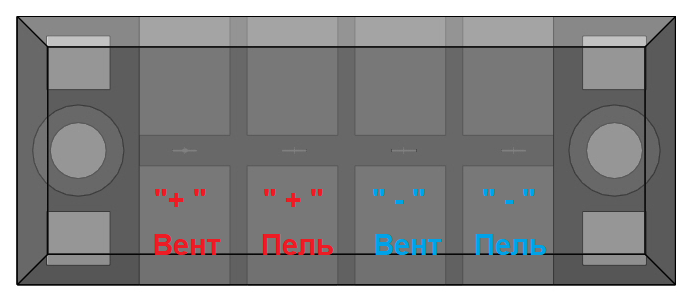 "+ " " + " " - " " - "
Вент Пель Вент Пель